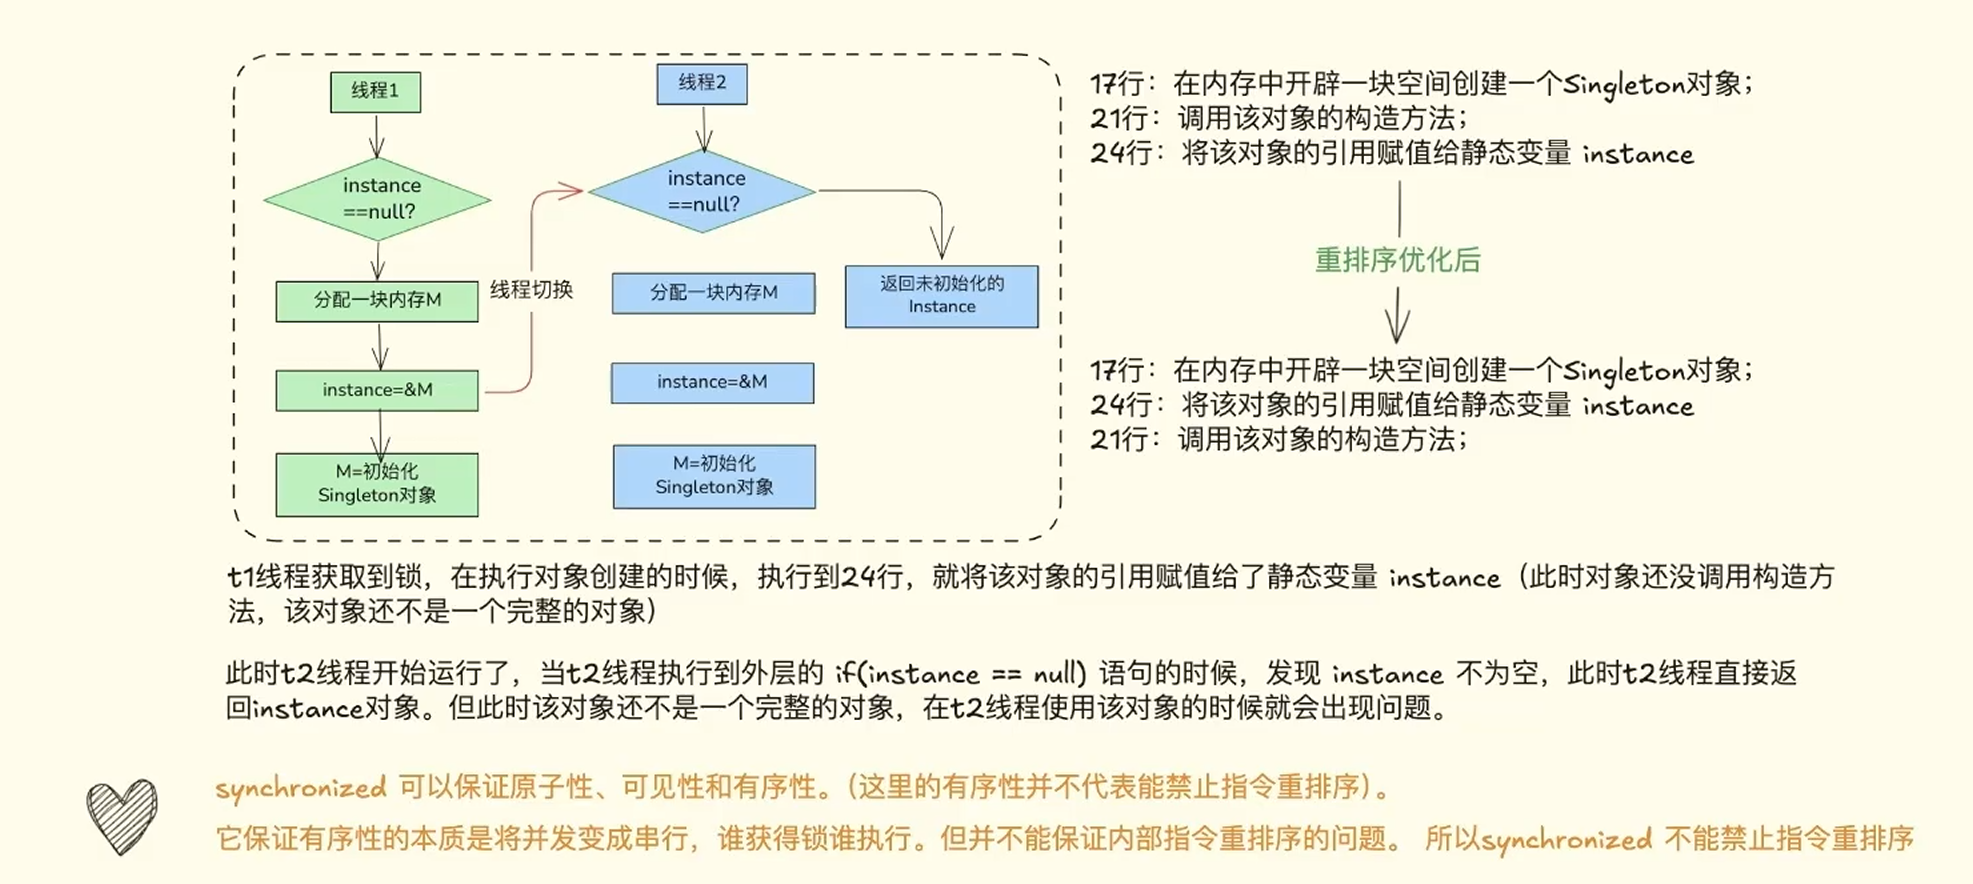 线程1
instance
==null?
分配一块内存M
instance=&M
M=初始化
Singleton对象
线程切换
线程2
instance
==null?
分配一块内存M
instance=&M
M=初始化
Singleton对象
返回未初始化的
Instance
17行：在内存中开辟一块空间创建一个Singleton对象；
21行：调用该对象的构造方法；
24行：将该对象的引用赋值给静态变量 instance
重排序优化后
17行：在内存中开辟一块空间创建一个Singleton对象；
24行：将该对象的引用赋值给静态变量 instance
21行：调用该对象的构造方法；
t1线程获取到锁，在执行对象创建的时候，执行到24行，就将该对象的引用赋值给了静态变量 instance（此时对象还没调用构造方
法，该对象还不是一个完整的对象）
此时t2线程开始运行了，当t2线程执行到外层的 if(instance == null) 语句的时候，发现 instance 不为空，此时t2线程直接返
回instance对象。但此时该对象还不是一个完整的对象，在t2线程使用该对象的时候就会出现问题。
synchronized 可以保证原子性、可见性和有序性。（这里的有序性并不代表能禁止指令重排序）。
它保证有序性的本质是将并发变成串行，谁获得锁谁执行。但并不能保证内部指令重排序的问题。 所以synchronized 不能禁止指令重排序